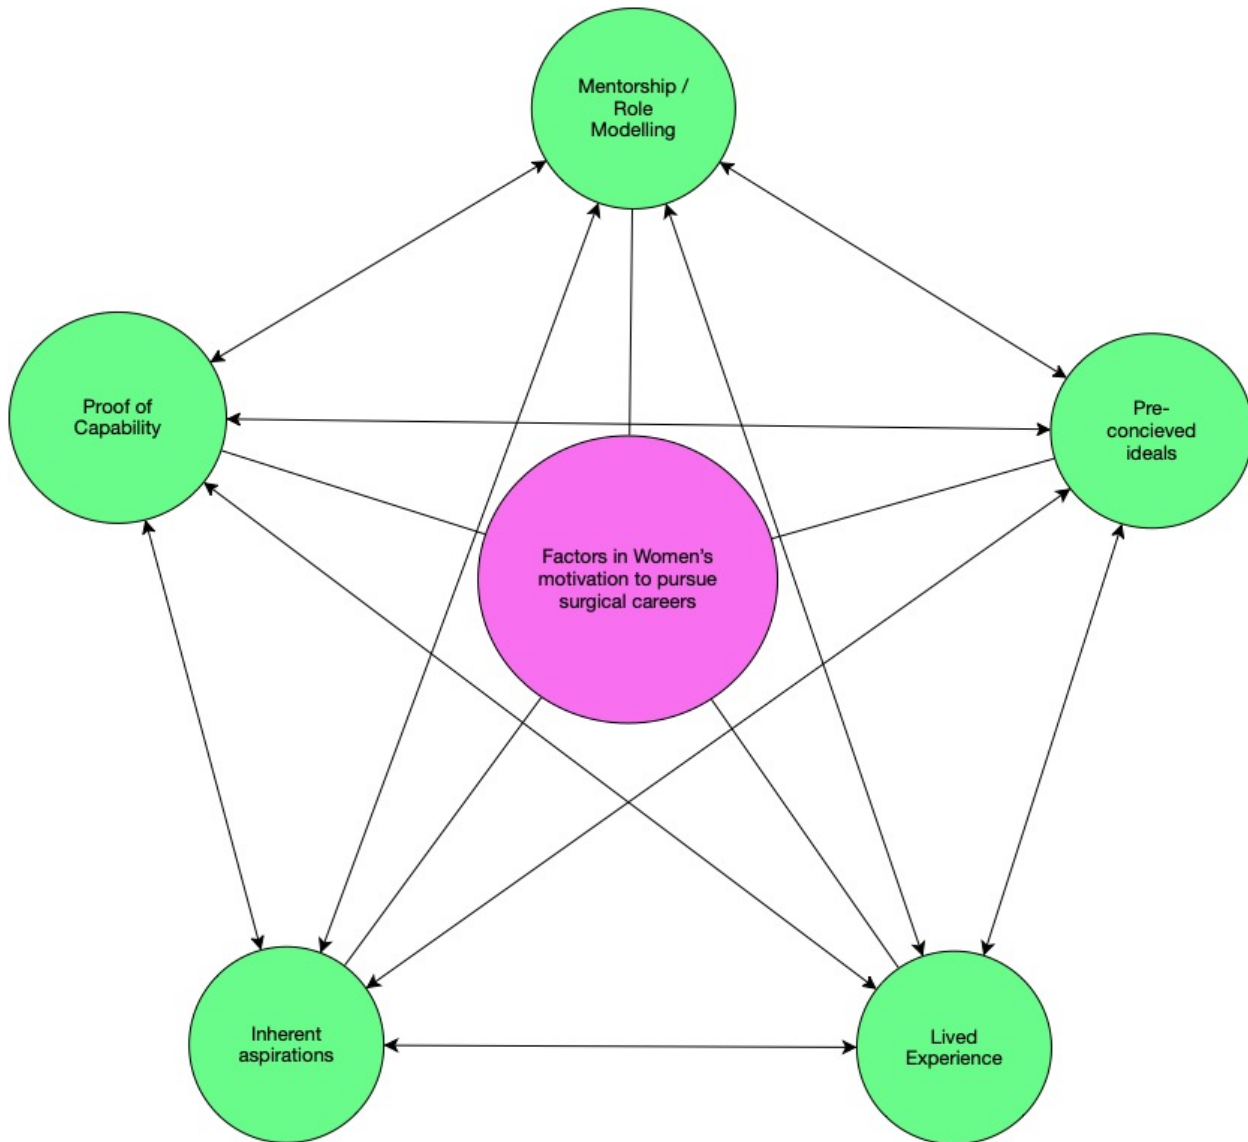 Mentorship /
Role
Modelling
Proof of
Capability
Pre-
concieved
ideals
Factors in Women's
motivation to pursue
surgical careers
Inherent
aspirations
Lived
Experience